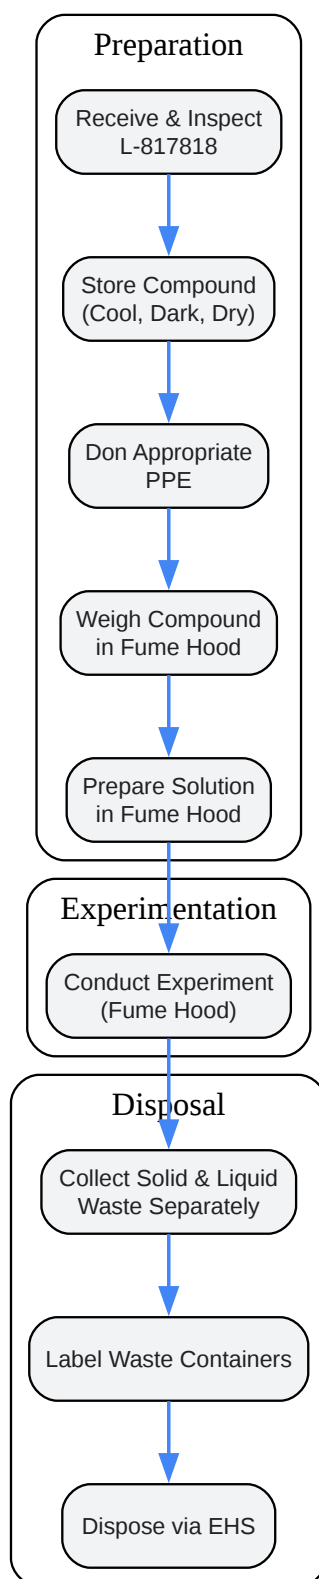 Preparation
Receive & Inspect
L-817818
Store Compound
(Cool, Dark, Dry)
Don Appropriate
PPE
Weigh Compound
in Fume Hood
Prepare Solution
in Fume Hood
Experimentation
Conduct Experiment
(Fume Hood)
Disposal
Collect Solid & Liquid
Waste Separately
Label Waste Containers
Dispose via EHS